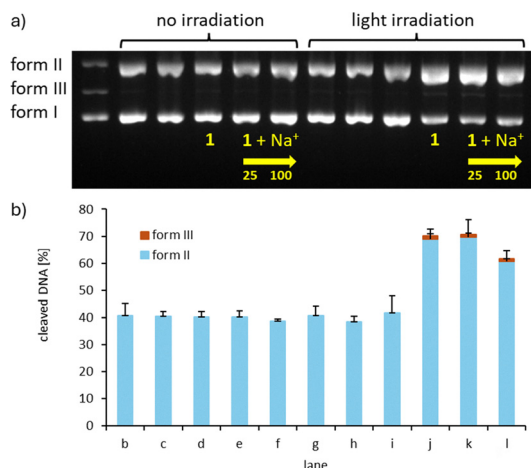 a)
no irradiation
light irradiation
form II
form III
form I
1
1 + Na⁺
25 100
1
1 + Na⁺
25 100
b)
80
70
60
50
40
30
20
10
0
cleaved DNA [%]
form III
form II
b c d e f g h i j k l
lane